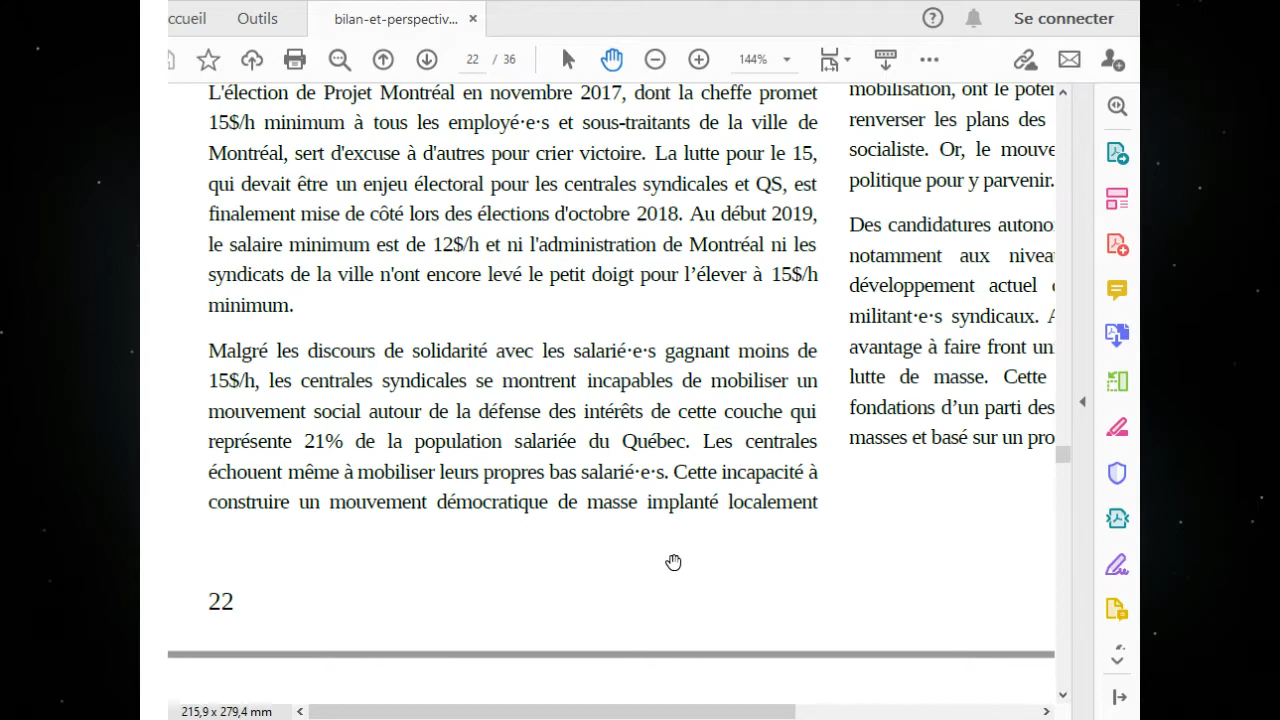 ccueil
Outils
bilan-et-perspectiv...
Se connecter
22 / 36
144%
L'élection de Projet Montréal en novembre 2017, dont la cheffe promet
15$/h minimum à tous les employé·e·s et sous-traitants de la ville de
Montréal, sert d'excuse à d'autres pour crier victoire. La lutte pour le 15,
qui devait être un enjeu électoral pour les centrales syndicales et QS, est
finalement mise de côté lors des élections d'octobre 2018. Au début 2019,
le salaire minimum est de 12$/h et ni l'administration de Montréal ni les
syndicats de la ville n'ont encore levé le petit doigt pour l’élever à 15$/h
minimum.
Malgré les discours de solidarité avec les salarié·e·s gagnant moins de
15$/h, les centrales syndicales se montrent incapables de mobiliser un
mouvement social autour de la défense des intérêts de cette couche qui
représente 21% de la population salariée du Québec. Les centrales
échouent même à mobiliser leurs propres bas salarié·e·s. Cette incapacité à
construire un mouvement démocratique de masse implanté localement
22
mobilisation, ont le poten
renverser les plans des
socialiste. Or, le mouve
politique pour y parvenir.
Des candidatures autono
notamment aux nivea
développement actuel
militant·e·s syndicaux. A
avantage à faire front un
lutte de masse. Cette
fondations d’un parti des
masses et basé sur un pro
215,9 x 279,4 mm